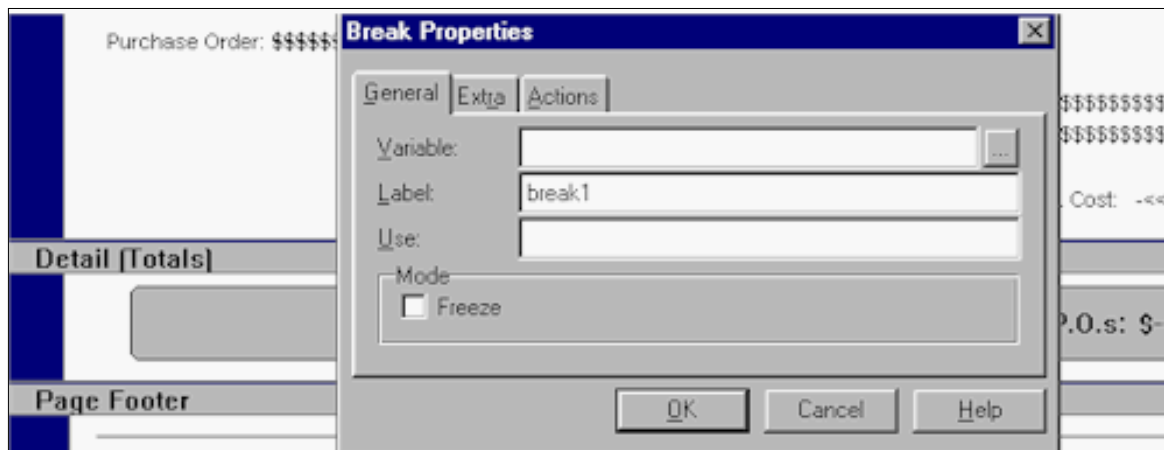 Purchase Order: $$$$$$
Break Properties
General Extra Actions
$$$$$$$$$
Variable: ...
$$$$$$$$$
Label: break1
Cost: -<<
Use:
Detail (Totals)
Mode
Freeze
P.O.s: $-
Page Footer
OK Cancel Help